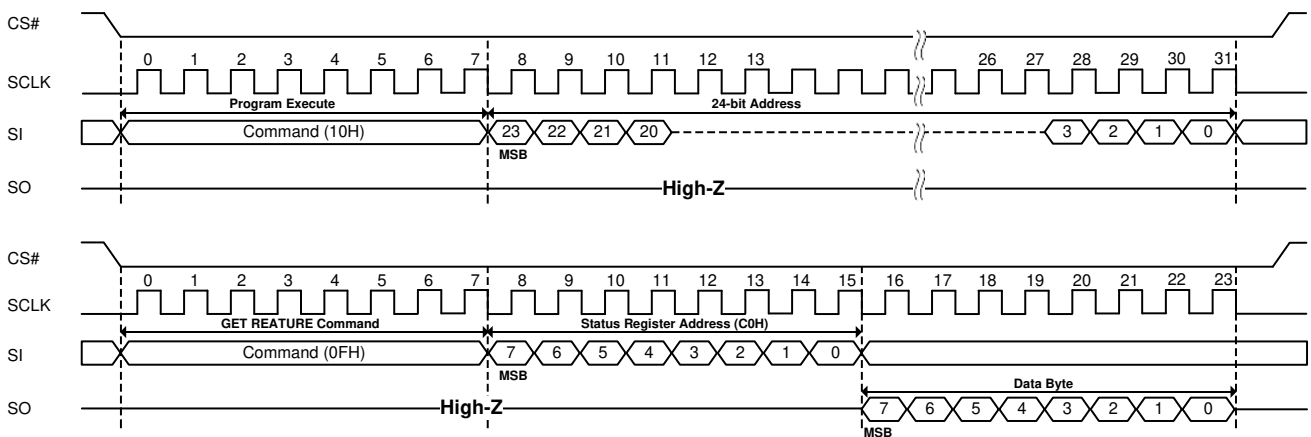 CS#
0 1 2 3 4 5 6 7 8 9 10 11 12 13 26 27 28 29 30 31
SCLK
Program Execute 24-bit Address
SI Command (10H) 23 22 21 20 3 2 1 0
MSB
SO High-Z
CS#
0 1 2 3 4 5 6 7 8 9 10 11 12 13 14 15 16 17 18 19 20 21 22 23
SCLK
GET REATURE Command Status Register Address (C0H)
SI Command (0FH) 7 6 5 4 3 2 1 0
MSB Data Byte
SO High-Z 7 6 5 4 3 2 1 0
MSB